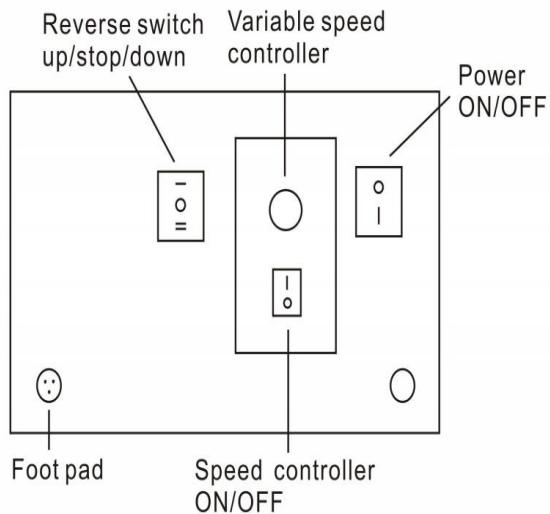 Reverse switch
up/stop/down
Variable speed
controller
Power
ON/OFF
Foot pad
Speed controller
ON/OFF